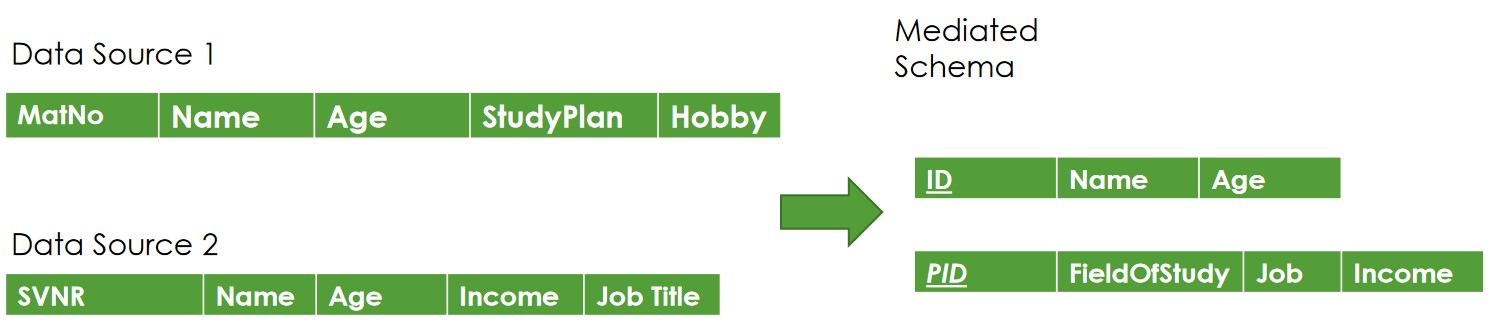 Data Source 1
MatNo Name Age StudyPlan Hobby
Data Source 2
SVNR Name Age Income Job Title
Mediated
Schema
ID Name Age
PID FieldOfStudy Job Income